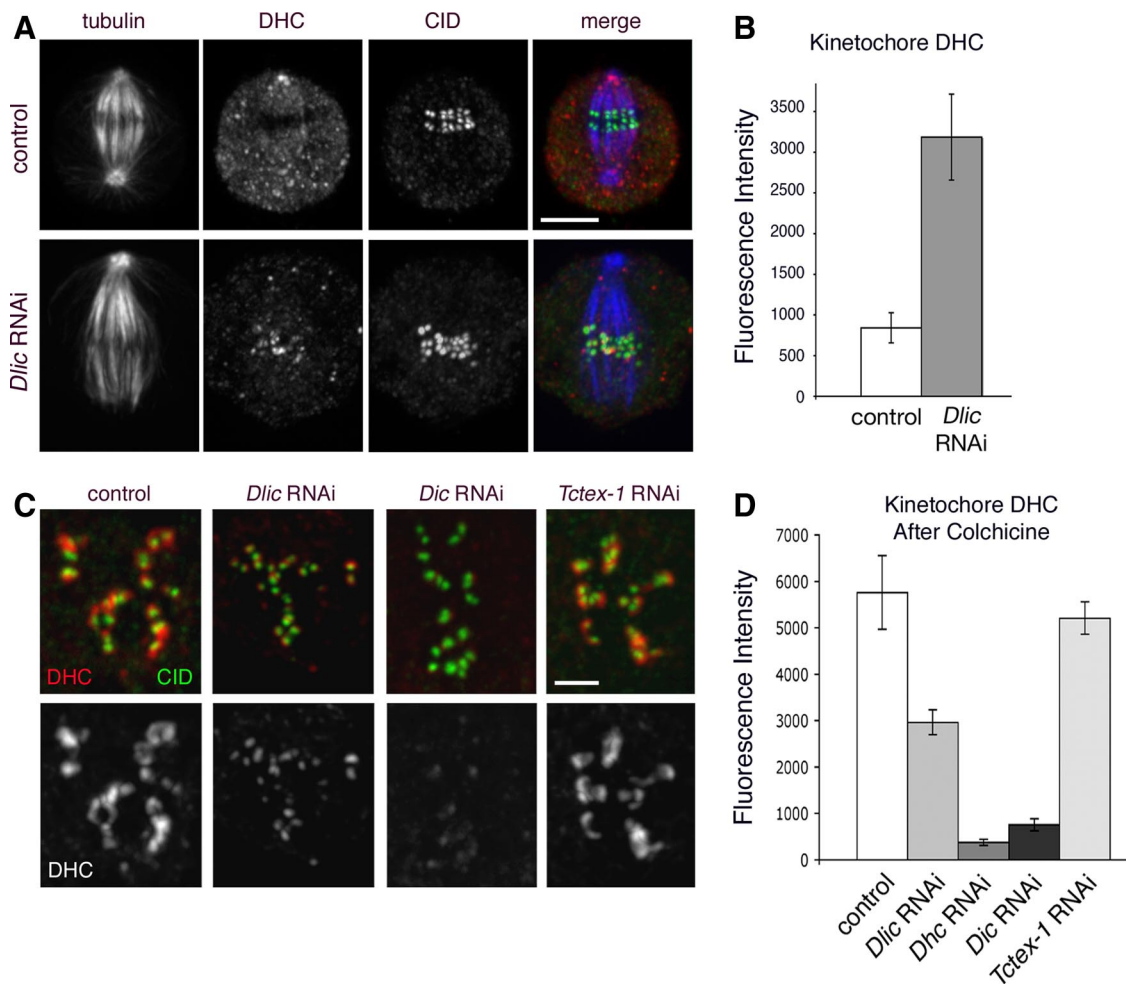 A
tubulin
DHC
CID
merge
control
Dlic RNAi
B
Kinetochore DHC
Fluorescence Intensity
3500
3000
2500
2000
1500
1000
500
0
control
Dlic
RNAi
C
control
Dlic RNAi
Dic RNAi
Tctex-1 RNAi
DHC
CID
DHC
D
Kinetochore DHC
After Colchicine
Fluorescence Intensity
7000
6000
5000
4000
3000
2000
1000
0
control
Dlic RNAi
Dhc RNAi
Dic RNAi
Tctex-1 RNAi